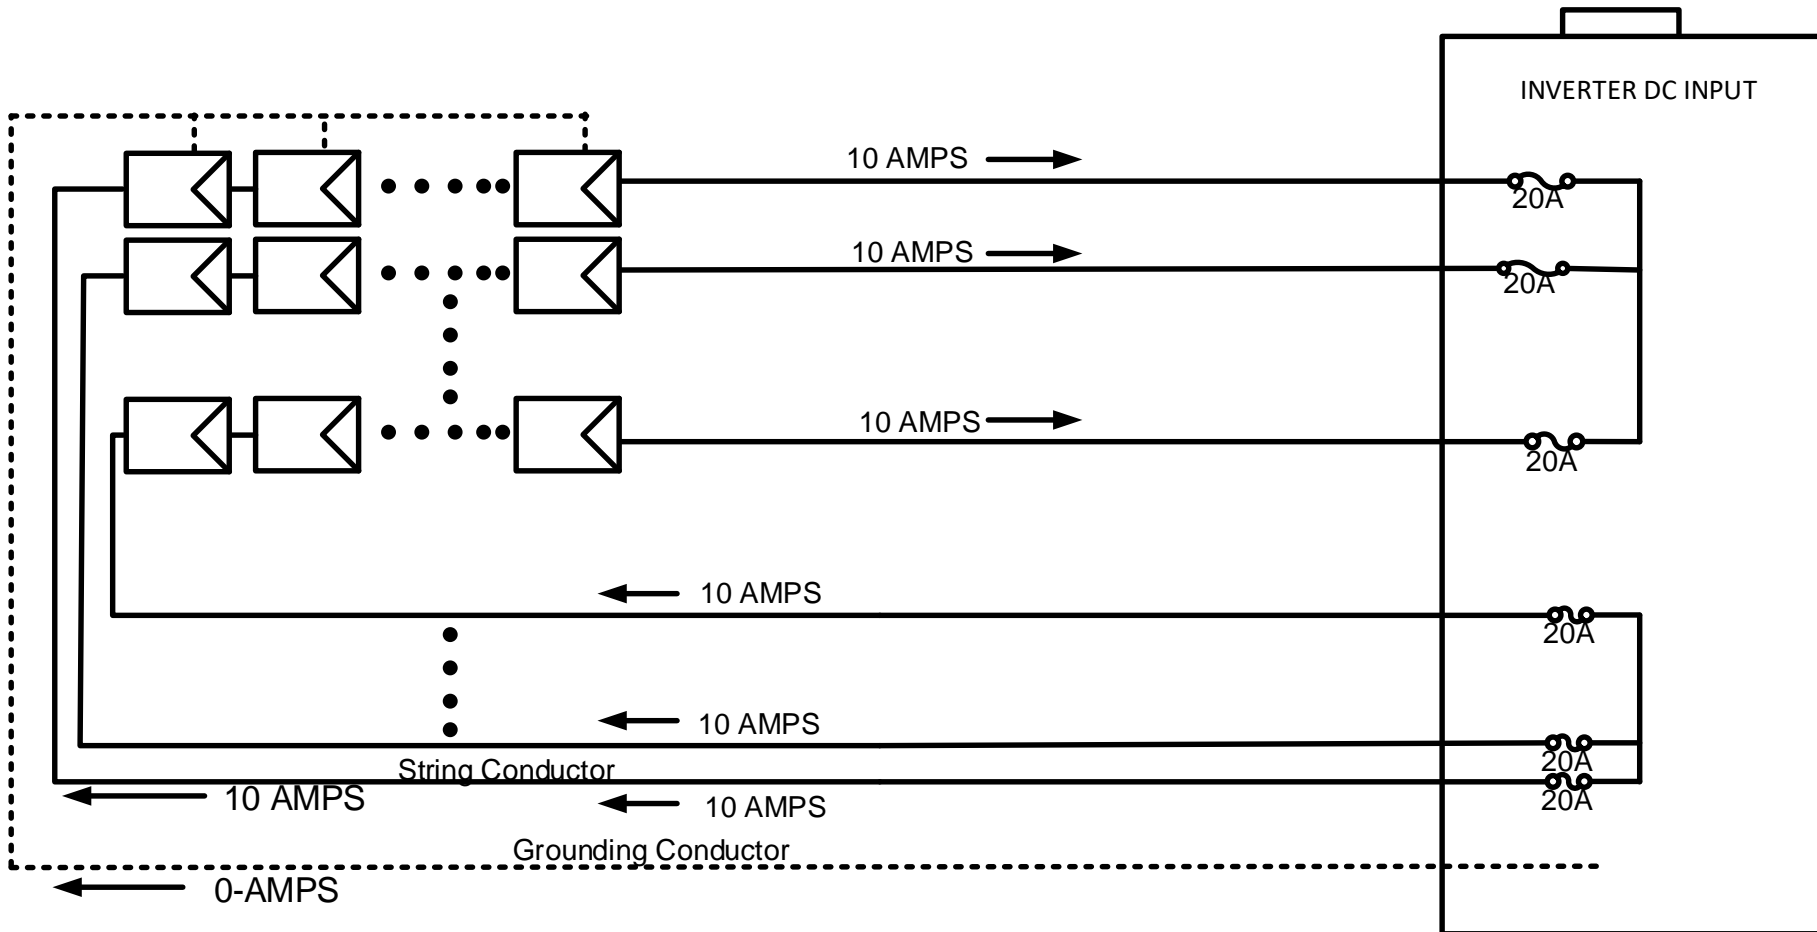 INVERTER DC INPUT
10 AMPS
20A
10 AMPS
20A
10 AMPS
20A
10 AMPS
20A
10 AMPS
20A
String Conductor
10 AMPS
10 AMPS
20A
Grounding Conductor
0-AMPS